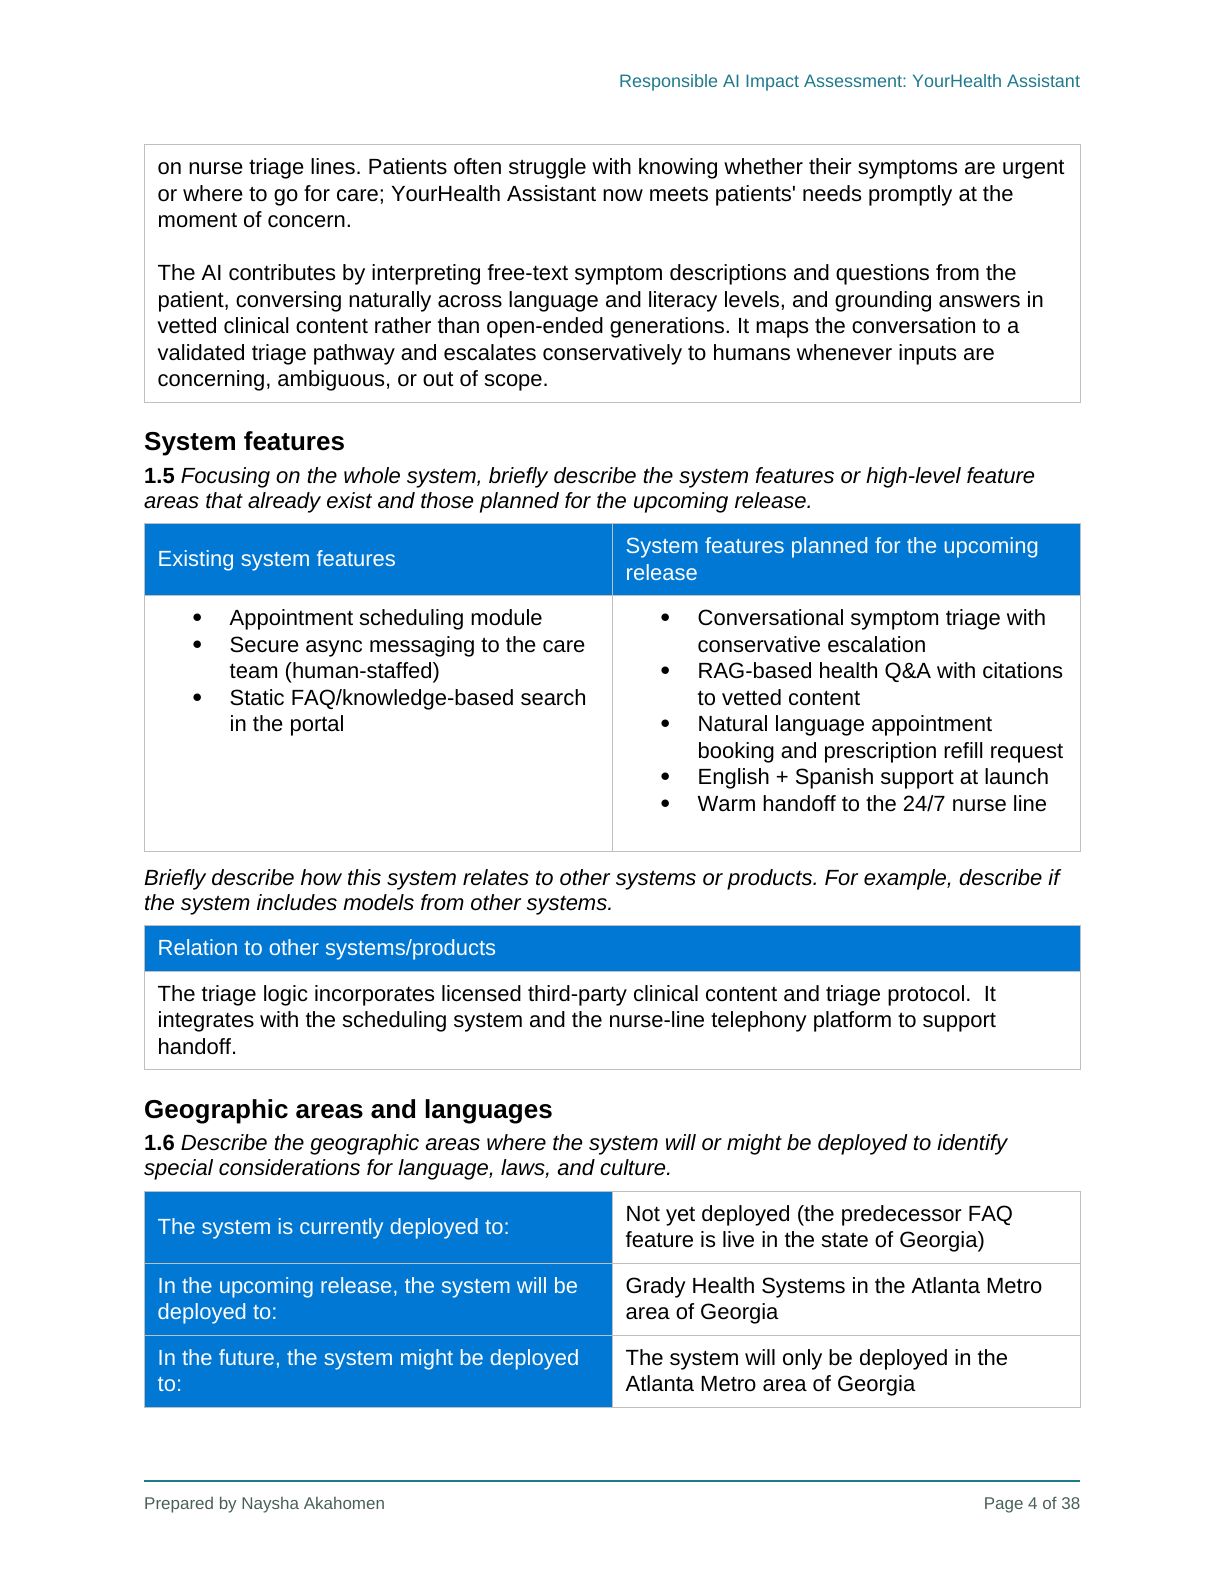 Responsible AI Impact Assessment: YourHealth Assistant
on nurse triage lines. Patients often struggle with knowing whether their symptoms are urgent
or where to go for care; YourHealth Assistant now meets patients' needs promptly at the
moment of concern.
The AI contributes by interpreting free-text symptom descriptions and questions from the
patient, conversing naturally across language and literacy levels, and grounding answers in
vetted clinical content rather than open-ended generations. It maps the conversation to a
validated triage pathway and escalates conservatively to humans whenever inputs are
concerning, ambiguous, or out of scope.
System features
1.5 Focusing on the whole system, briefly describe the system features or high-level feature
areas that already exist and those planned for the upcoming release.
Existing system features
System features planned for the upcoming
release
• Appointment scheduling module
• Secure async messaging to the care
team (human-staffed)
• Static FAQ/knowledge-based search
in the portal
• Conversational symptom triage with
conservative escalation
• RAG-based health Q&A with citations
to vetted content
• Natural language appointment
booking and prescription refill request
• English + Spanish support at launch
• Warm handoff to the 24/7 nurse line
Briefly describe how this system relates to other systems or products. For example, describe if
the system includes models from other systems.
Relation to other systems/products
The triage logic incorporates licensed third-party clinical content and triage protocol.  It
integrates with the scheduling system and the nurse-line telephony platform to support
handoff.
Geographic areas and languages
1.6 Describe the geographic areas where the system will or might be deployed to identify
special considerations for language, laws, and culture.
The system is currently deployed to:
Not yet deployed (the predecessor FAQ
feature is live in the state of Georgia)
In the upcoming release, the system will be
deployed to:
Grady Health Systems in the Atlanta Metro
area of Georgia
In the future, the system might be deployed
to:
The system will only be deployed in the
Atlanta Metro area of Georgia
Prepared by Naysha Akahomen
Page 4 of 38